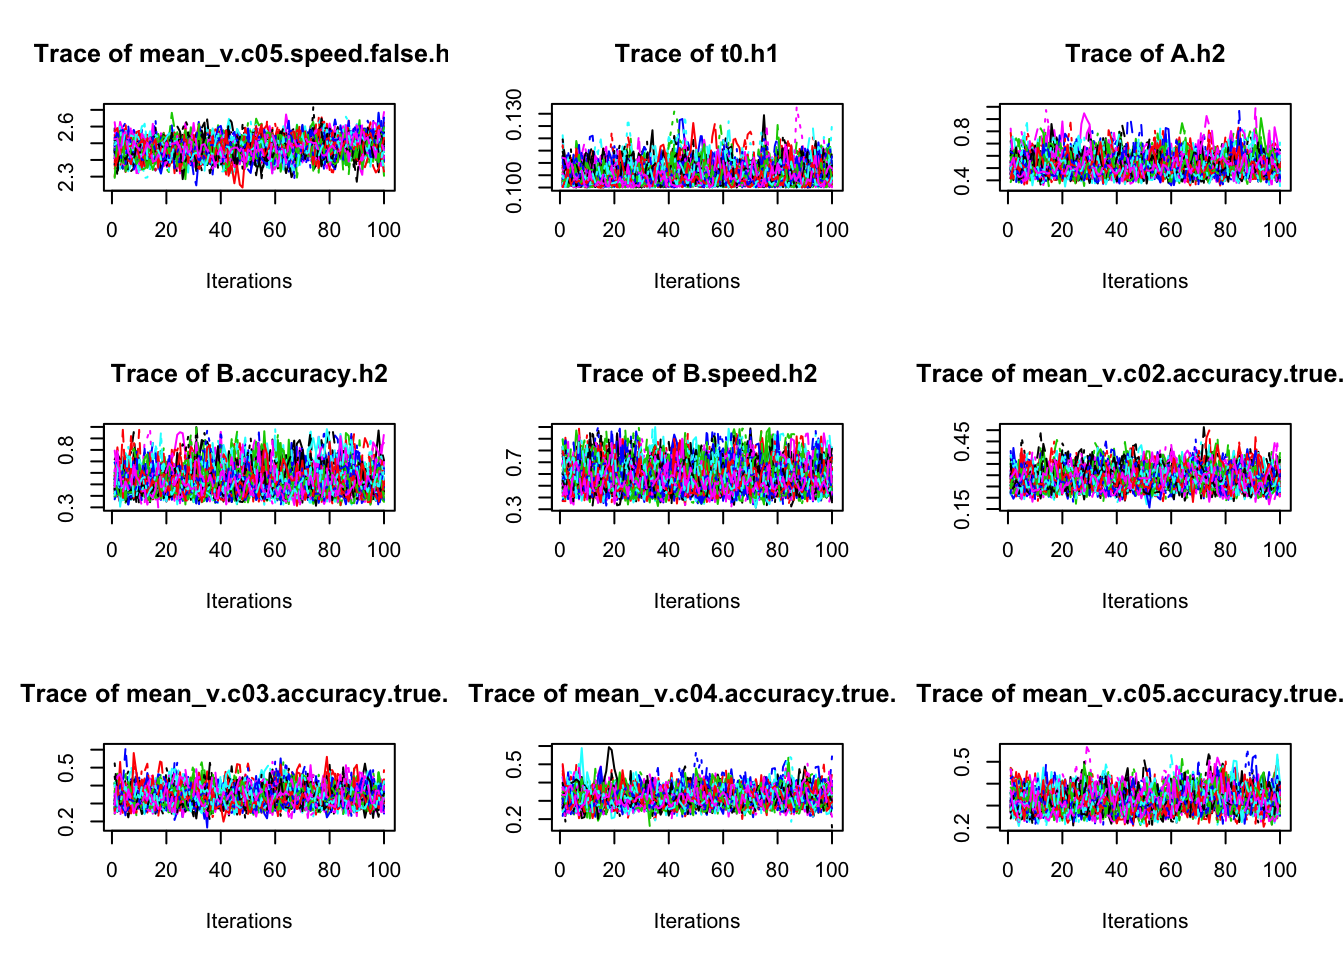 Trace of mean_v.c05.speed.false.h
Trace of t0.h1
Trace of A.h2
2.3 2.6
0.100 0.130
0.4 0.8
0 20 40 60 80 100
0 20 40 60 80 100
0 20 40 60 80 100
Iterations
Iterations
Iterations
Trace of B.accuracy.h2
Trace of B.speed.h2
Trace of mean_v.c02.accuracy.true.
0.3 0.8
0.3 0.7
0.15 0.45
0 20 40 60 80 100
0 20 40 60 80 100
0 20 40 60 80 100
Iterations
Iterations
Iterations
Trace of mean_v.c03.accuracy.true.
Trace of mean_v.c04.accuracy.true.
Trace of mean_v.c05.accuracy.true.
0.2 0.5
0.2 0.5
0.2 0.5
0 20 40 60 80 100
0 20 40 60 80 100
0 20 40 60 80 100
Iterations
Iterations
Iterations